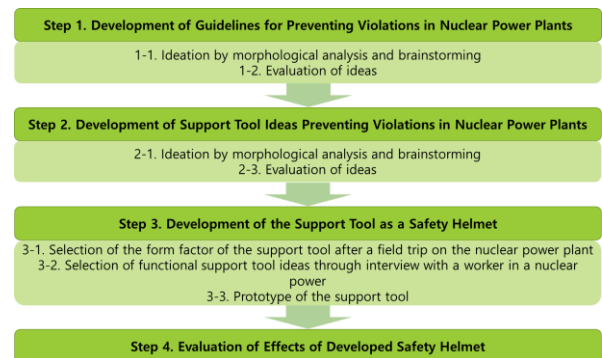 Step 1. Development of Guidelines for Preventing Violations in Nuclear Power Plants
1-1. Ideation by morphological analysis and brainstorming
1-2. Evaluation of ideas
Step 2. Development of Support Tool Ideas Preventing Violations in Nuclear Power Plants
2-1. Ideation by morphological analysis and brainstorming
2-3. Evaluation of ideas
Step 3. Development of the Support Tool as a Safety Helmet
3-1. Selection of the form factor of the support tool after a field trip on the nuclear power plant
3-2. Selection of functional support tool ideas through interview with a worker in a nuclear
power
3-3. Prototype of the support tool
Step 4. Evaluation of Effects of Developed Safety Helmet